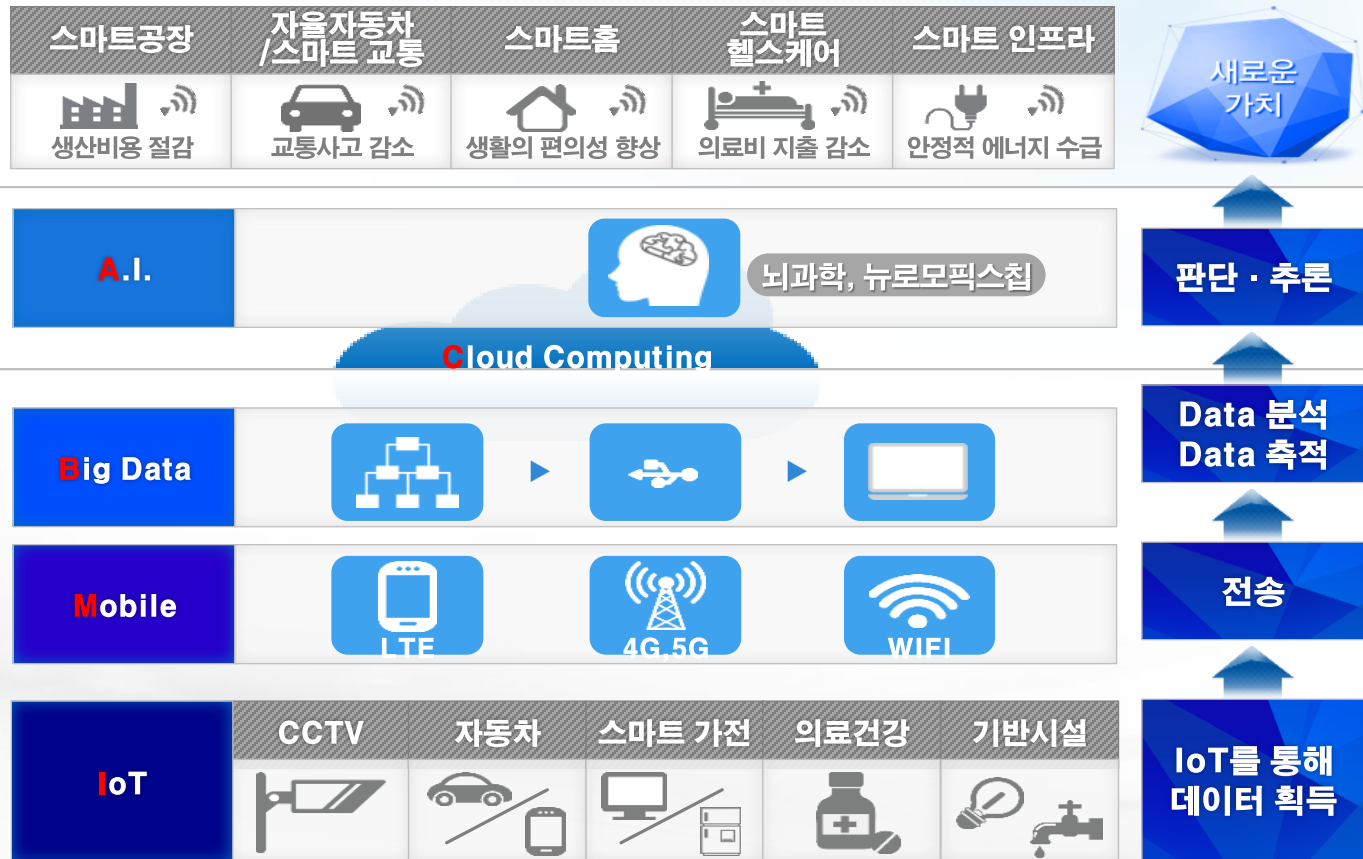 스마트공장
자율자동차
/스마트 교통
스마트홈
스마트
헬스케어
스마트 인프라
생산비용 절감
교통사고 감소
생활의 편의성 향상
의료비 지출 감소
안정적 에너지 수급
새로운
가치
A.I.
뇌과학, 뉴로모픽스칩
판단 · 추론
Cloud Computing
Big Data
Data 분석
Data 축적
Mobile
LTE
4G,5G
WIFI
전송
IoT
CCTV
자동차
스마트 가전
의료건강
기반시설
IoT를 통해
데이터 획득